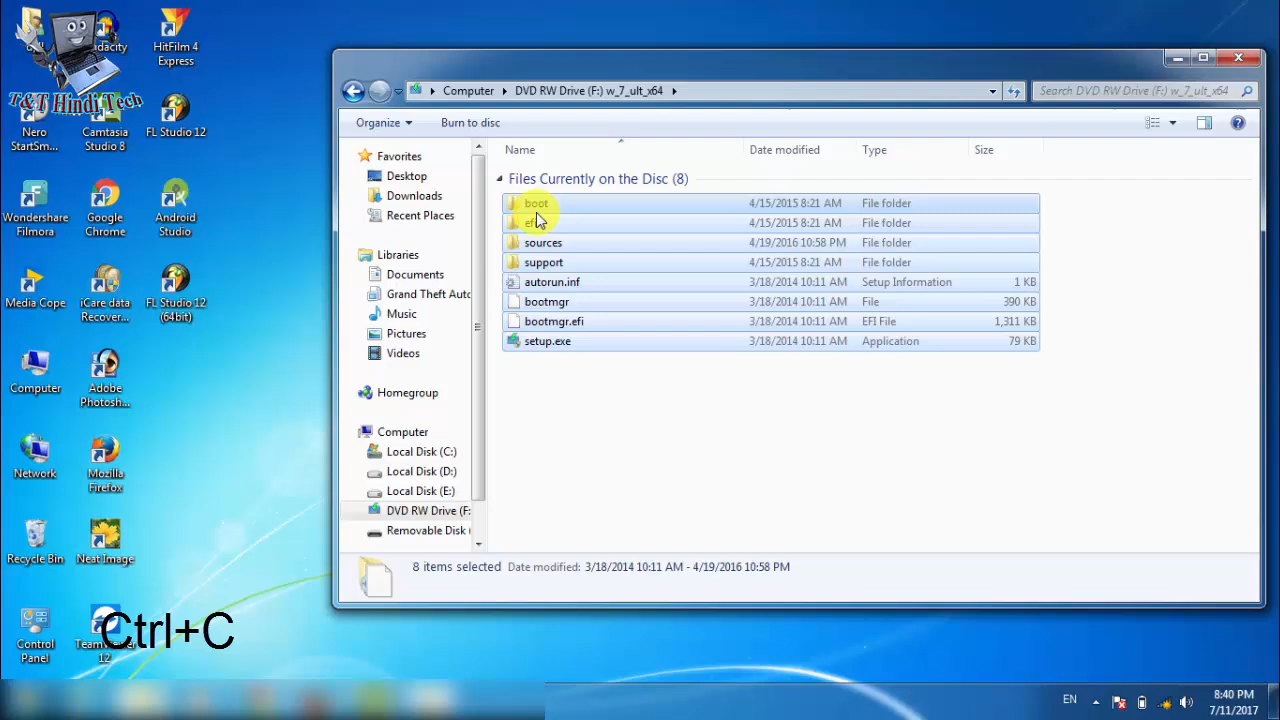 HitFilm 4
Express
T&T Hindi Tech
Nero
StartSm...
Camtasia
Studio 8
FL Studio 12
Wondershare
Filmora
Google
Chrome
Android
Studio
Media Cope
iCare data
Recover...
FL Studio 12
(64bit)
Computer
Adobe
Photosh...
Network
Mozilla
Firefox
Recycle Bin
Neat Image
Control
Panel
12
Ctrl+C
Computer
DVD RW Drive (F:) w_7_ult_x64
Search DVD RW Drive (F:) w_7_ult_x64
Organize
Burn to disc
Favorites
Desktop
Downloads
Recent Places
Libraries
Documents
Grand Theft Auto
Music
Pictures
Videos
Homegroup
Computer
Local Disk (C:)
Local Disk (D:)
Local Disk (E:)
DVD RW Drive (F:
Removable Disk (
Name Date modified Type Size
Files Currently on the Disc (8)
boot 4/15/2015 8:21 AM File folder
4/15/2015 8:21 AM File folder
sources 4/19/2016 10:58 PM File folder
support 4/15/2015 8:21 AM File folder
autorun.inf 3/18/2014 10:11 AM Setup Information 1 KB
bootmgr 3/18/2014 10:11 AM File 390 KB
bootmgr.efi 3/18/2014 10:11 AM EFI File 1,311 KB
setup.exe 3/18/2014 10:11 AM Application 79 KB
8 items selected Date modified: 3/18/2014 10:11 AM - 4/19/2016 10:58 PM
EN
8:40 PM
7/11/2017